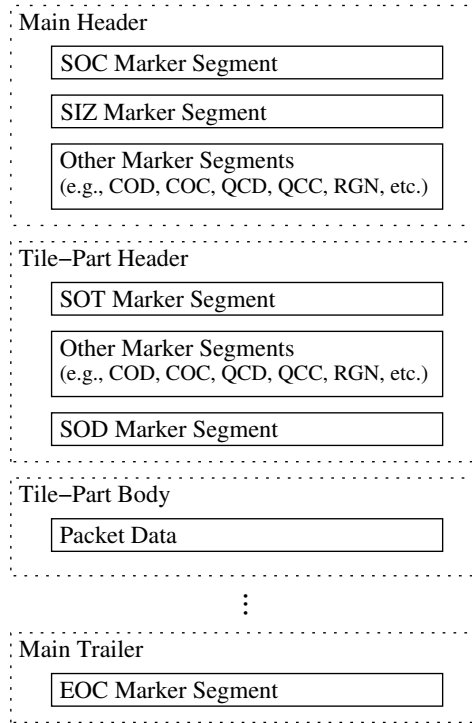 Main Header
SOC Marker Segment
SIZ Marker Segment
Other Marker Segments
(e.g., COD, COC, QCD, QCC, RGN, etc.)
Tile−Part Header
SOT Marker Segment
Other Marker Segments
(e.g., COD, COC, QCD, QCC, RGN, etc.)
SOD Marker Segment
Tile−Part Body
Packet Data
Main Trailer
EOC Marker Segment